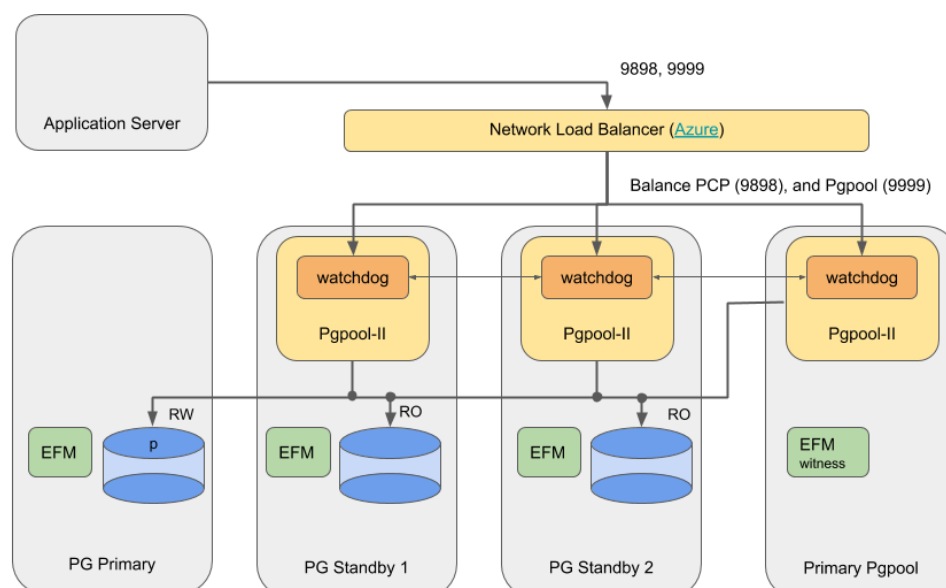 9898, 9999
Application Server
Network Load Balancer (Azure)
Balance PCP (9898), and Pgpool (9999)
watchdog
watchdog
watchdog
Pgpool-II
Pgpool-II
Pgpool-II
RW
RO
RO
EFM
p
EFM
EFM
EFM
witness
PG Primary
PG Standby 1
PG Standby 2
Primary Pgpool